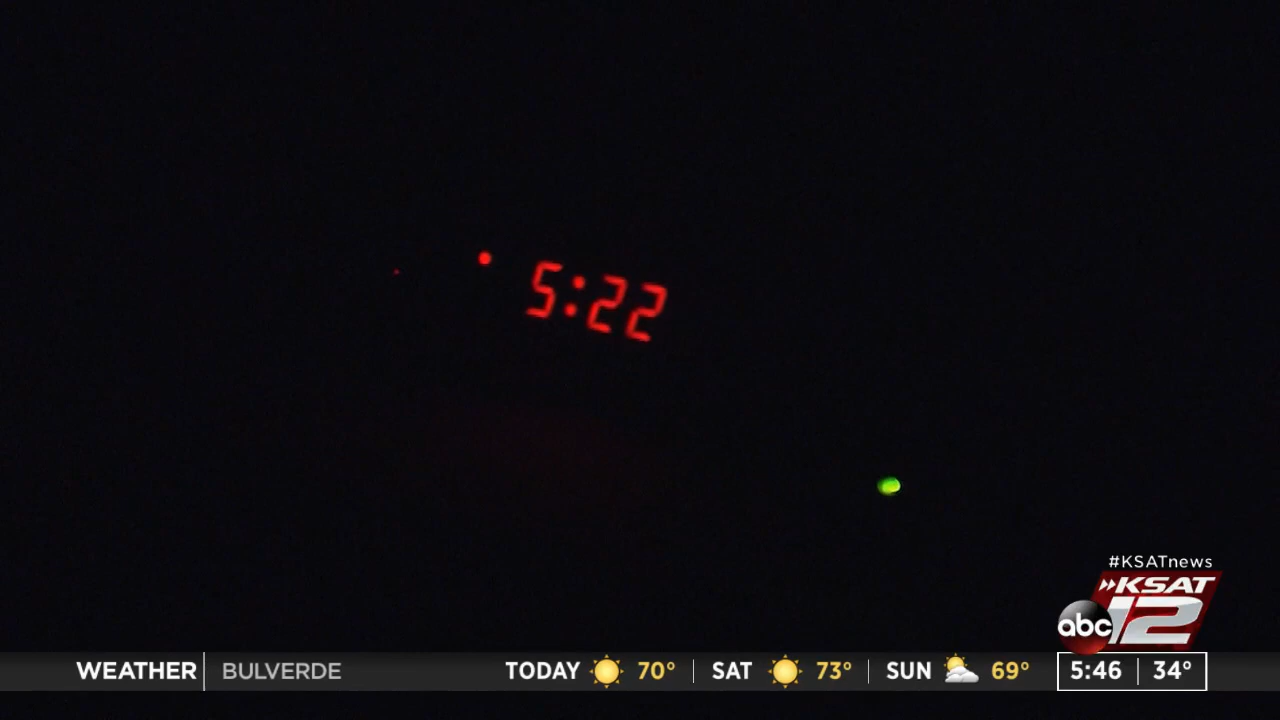 5:22
#KSATnews
KSAT
abc 12
WEATHER BULVERDE TODAY 70° SAT 73° SUN 69° 5:46 34°